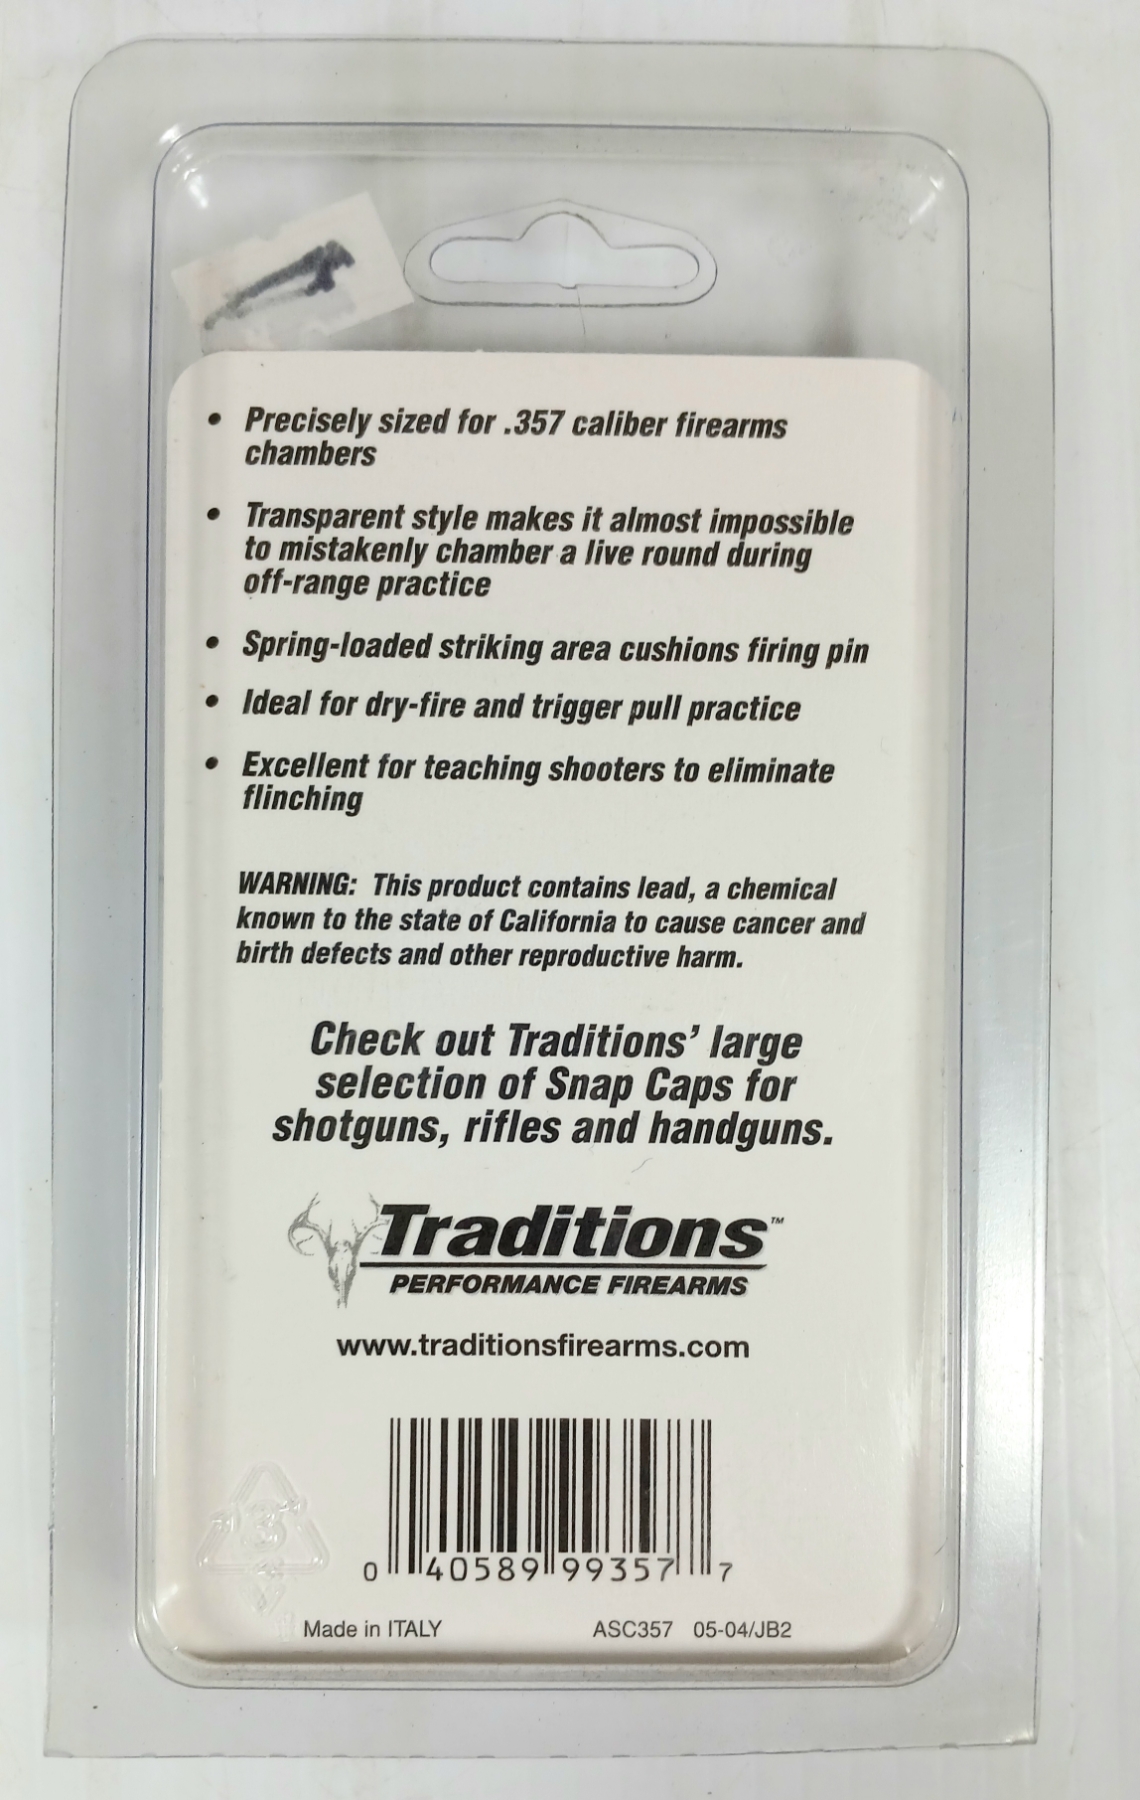 • Precisely sized for .357 caliber firearms
chambers
• Transparent style makes it almost impossible
to mistakenly chamber a live round during
off-range practice
• Spring-loaded striking area cushions firing pin
• Ideal for dry-fire and trigger pull practice
• Excellent for teaching shooters to eliminate
flinching
WARNING: This product contains lead, a chemical
known to the state of California to cause cancer and
birth defects and other reproductive harm.
Check out Traditions’ large
selection of Snap Caps for
shotguns, rifles and handguns.
Traditions™
PERFORMANCE FIREARMS
www.traditionsfirearms.com
0 40589 99357 7
3
V
Made in ITALY ASC357 05-04/JB2